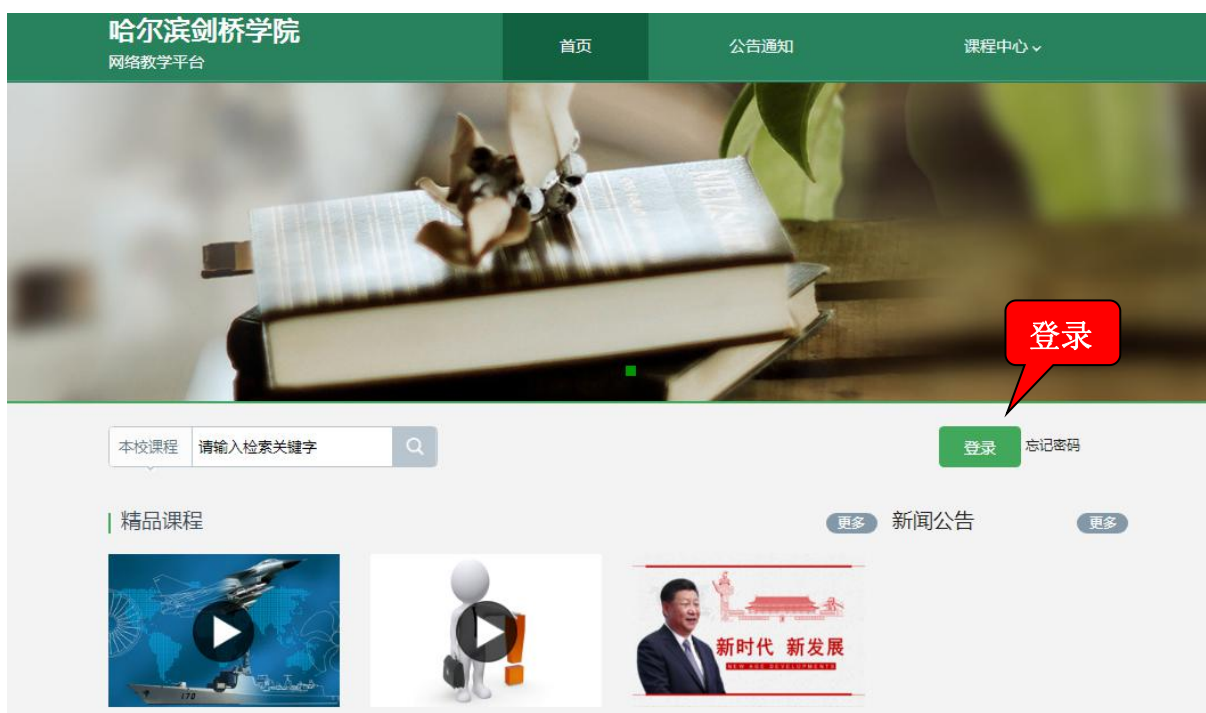 哈尔滨剑桥学院
网络教学平台
首页
公告通知
课程中心
登录
本校课程
请输入检索关键字
登录
忘记密码
精品课程
更多
新闻公告
更多
170
新时代 新发展
NEW AGE DEVELOPMENTS